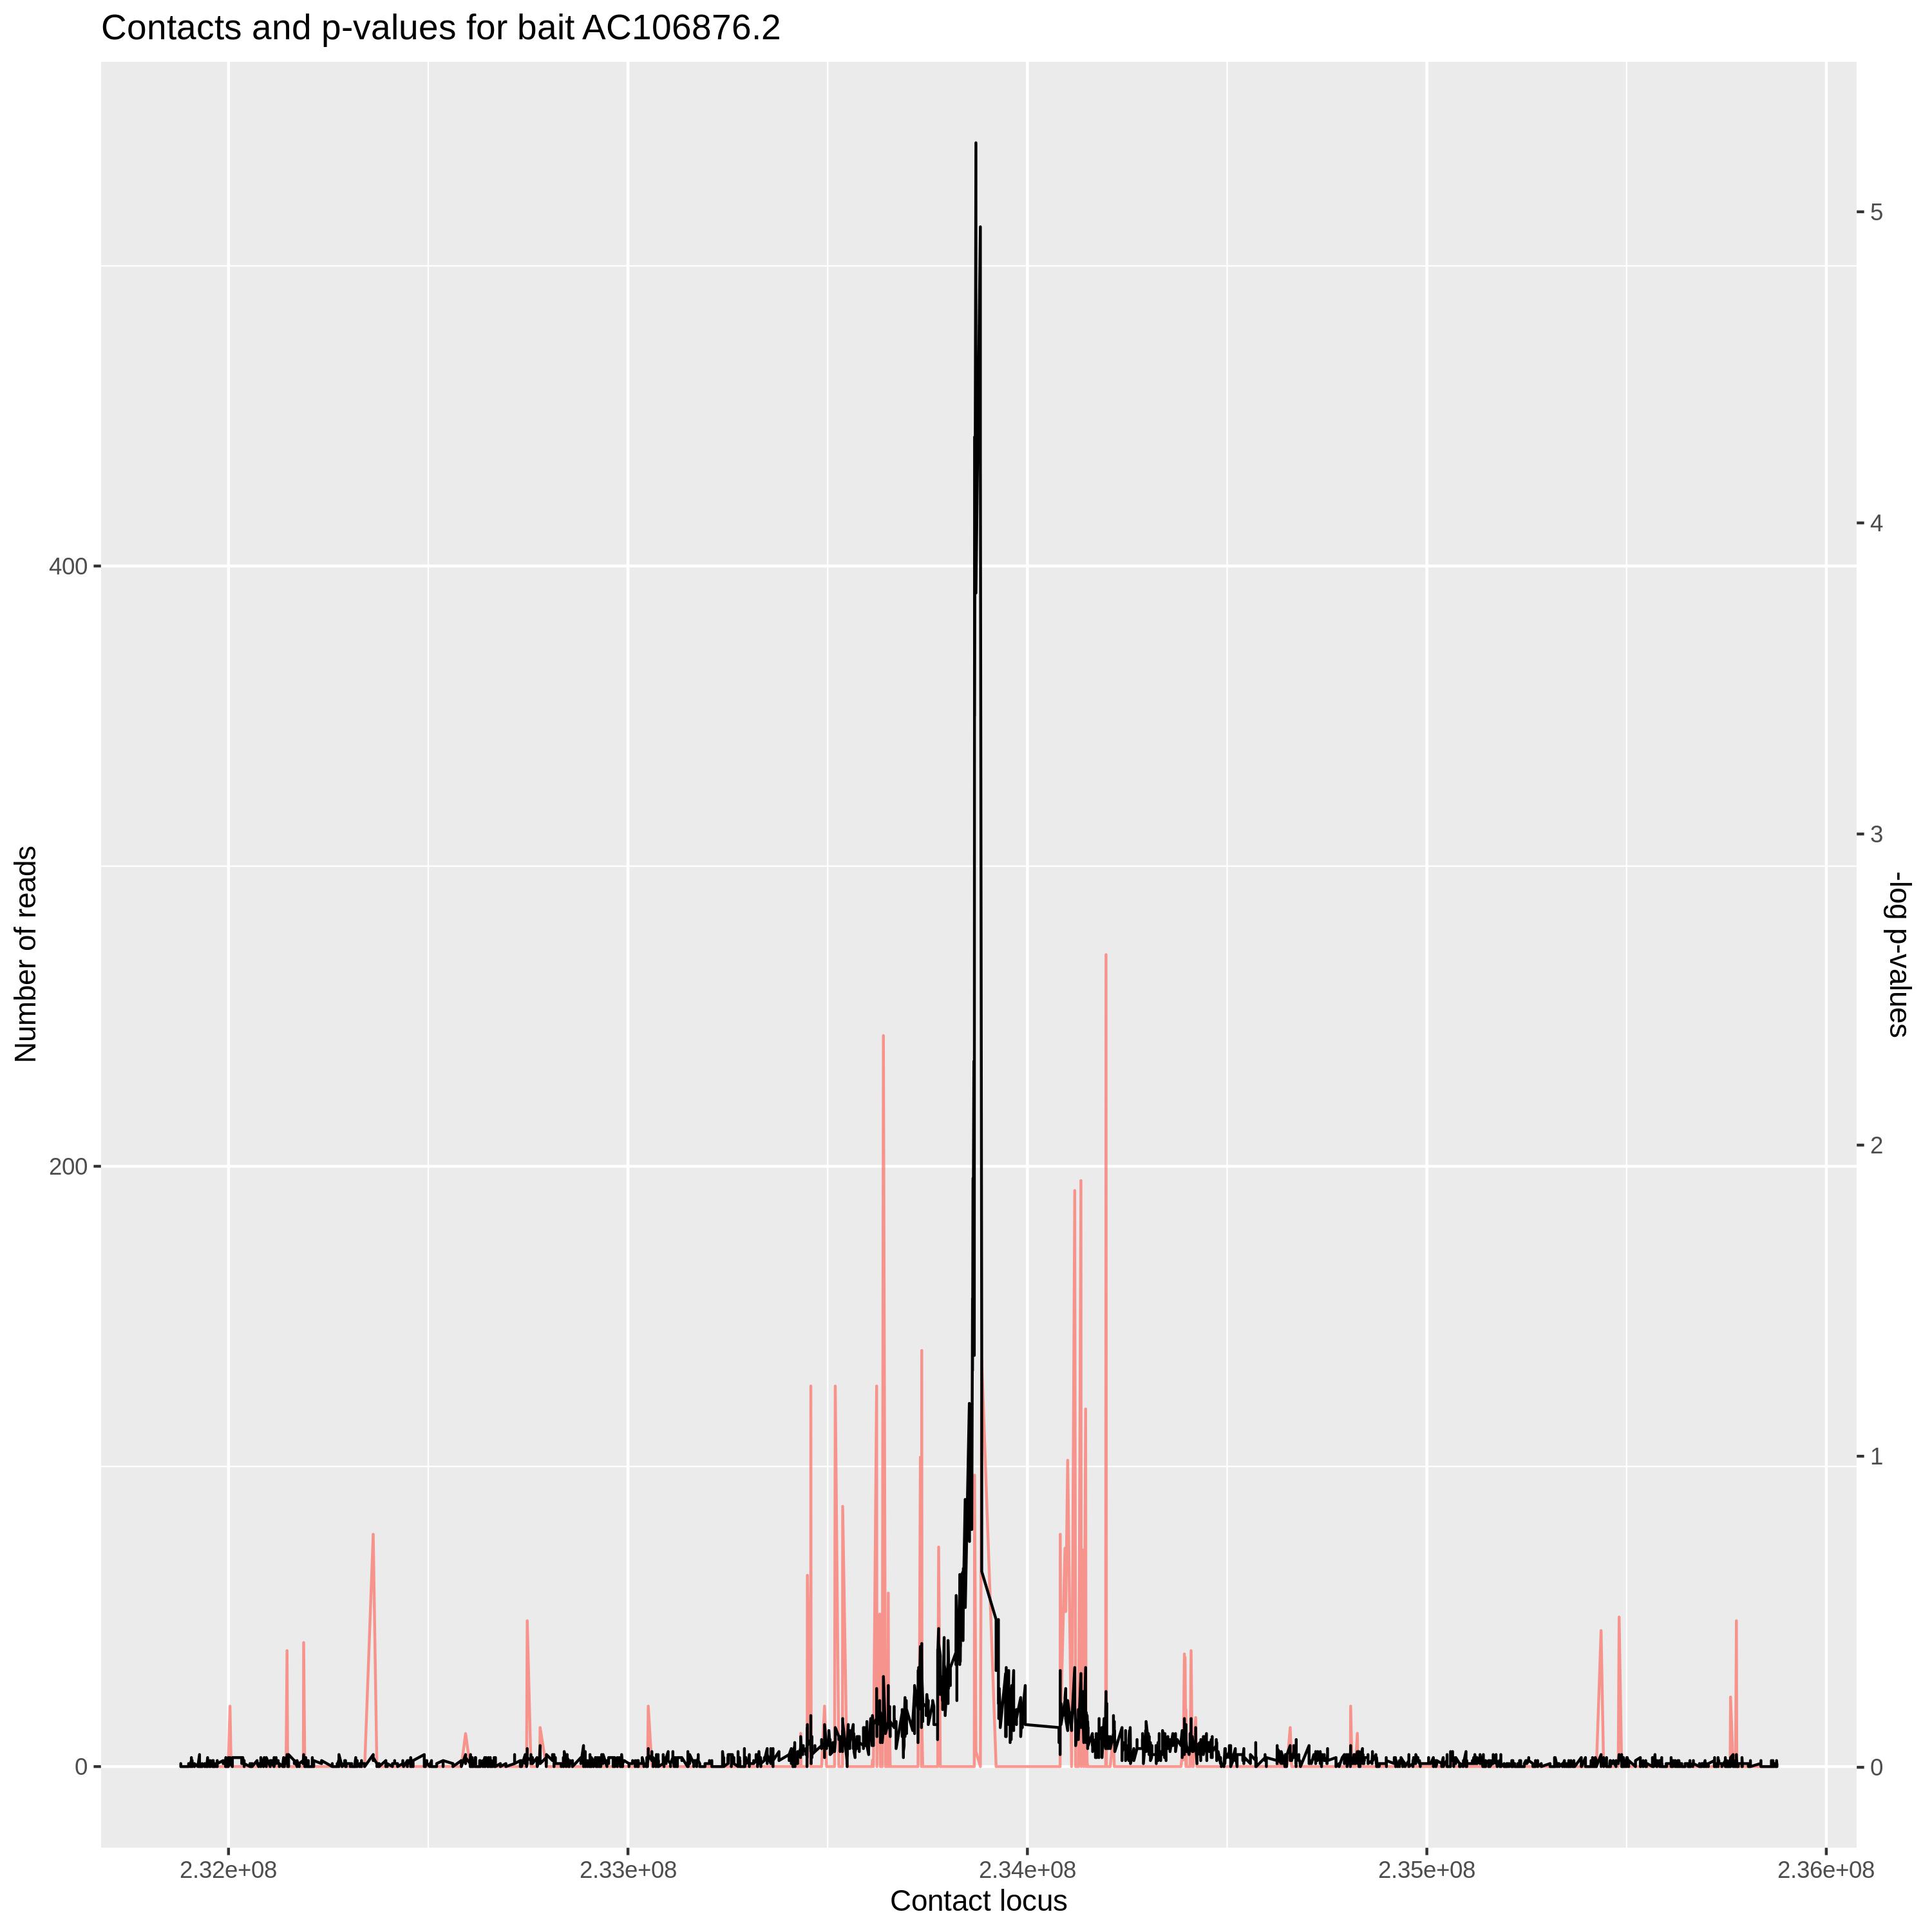 Contacts and p-values for bait AC106876.2
Number of reads
400
200
0
5
4
3
2
1
0
-log p-values
2.32e+08 2.33e+08 2.34e+08 2.35e+08 2.36e+08
Contact locus